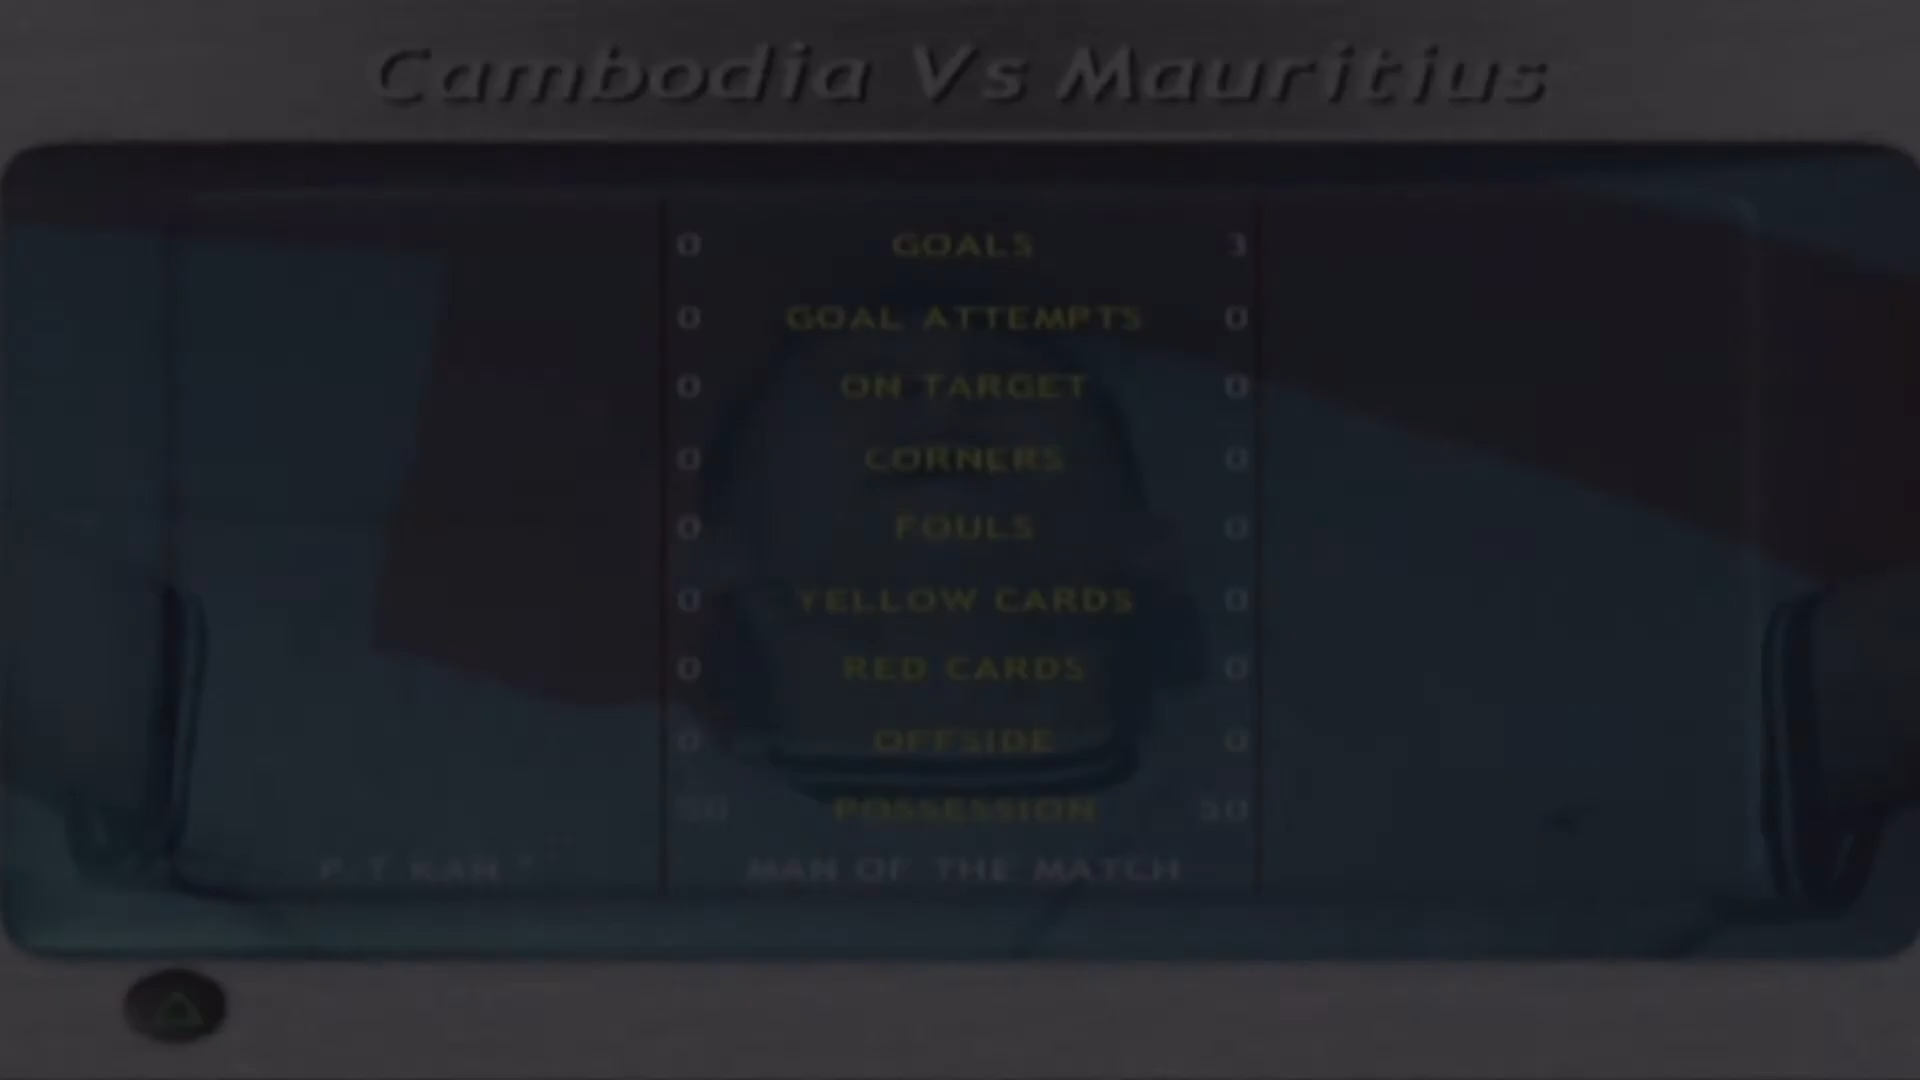 Cambodia Vs Mauritius
0 GOALS 3
0 GOAL ATTEMPTS 0
0 ON TARGET 0
0 CORNERS 0
0 FOULS 0
0 YELLOW CARDS 0
0 RED CARDS 0
0 OFFSIDE 0
50 POSSESSION 50
MAN OF THE MATCH